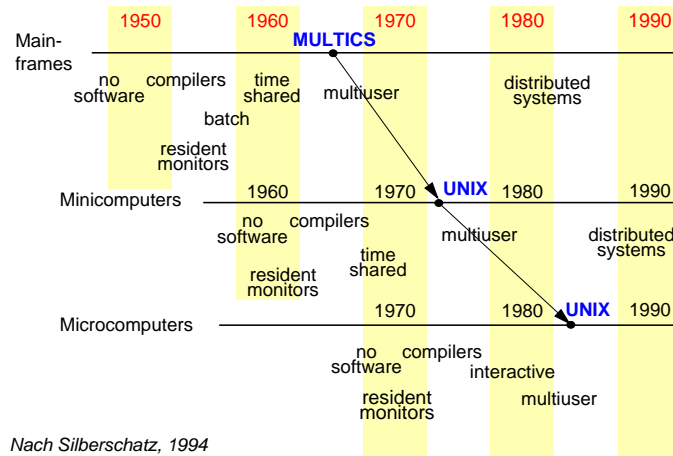 1950 1960 1970 1980 1990
Main-
frames
MULTICS
no
software
compilers
time
shared
multiuser
distributed
systems
batch
resident
monitors
Minicomputers
1960 1970 UNIX 1980 1990
no
software
compilers
multiuser
distributed
systems
time
shared
resident
monitors
Microcomputers
1970 1980 UNIX 1990
no
software
compilers
interactive
resident
monitors
multiuser
Nach Silberschatz, 1994